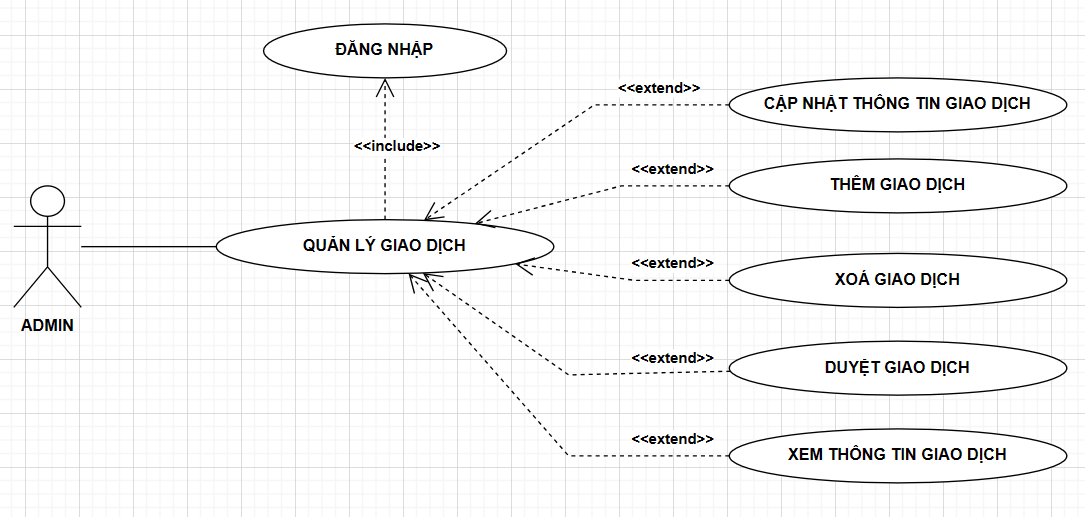 ĐĂNG NHẬP
<<extend>>
CẬP NHẬT THÔNG TIN GIAO DỊCH
<<include>>
<<extend>>
THÊM GIAO DỊCH
QUẢN LÝ GIAO DỊCH
<<extend>>
XOÁ GIAO DỊCH
ADMIN
<<extend>>
DUYỆT GIAO DỊCH
<<extend>>
XEM THÔNG TIN GIAO DỊCH